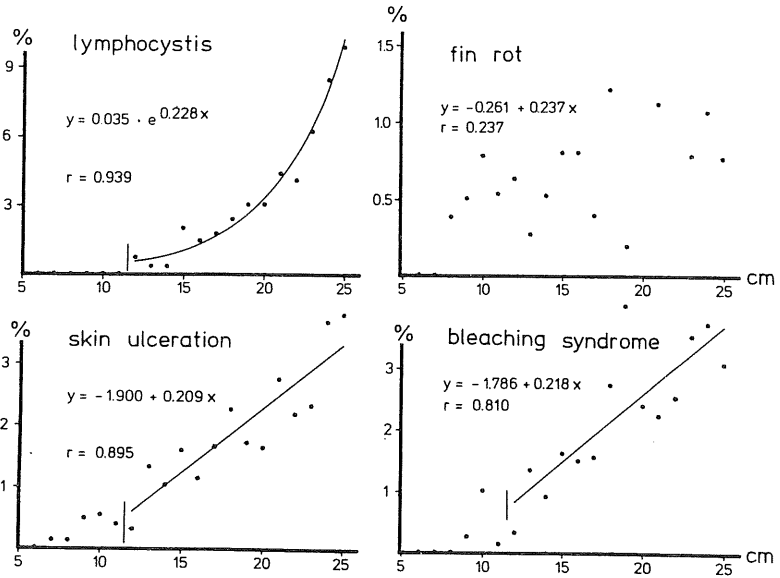 %
lymphocystis
9
6
3
y = 0.035 · e 0.228x
r = 0.939
5 10 15 20 25
%
fin rot
1.5
1.0
0.5
y = -0.261 + 0.237x
r = 0.237
5 10 15 20 25 cm
%
skin ulceration
3
2
1
y = -1.900 + 0.209x
r = 0.895
5 10 15 20 25
%
bleaching syndrome
3
2
1
y = -1.786 + 0.218x
r = 0.810
5 10 15 20 25 cm